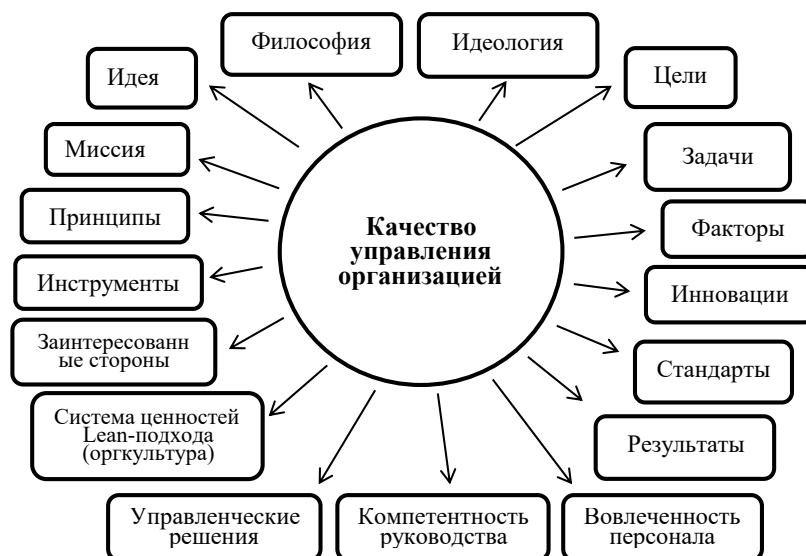 Философия
Идеология
Идея
Цели
Миссия
Задачи
Принципы
Факторы
Качество
управления
организацией
Инструменты
Инновации
Заинтересованн
ые стороны
Стандарты
Система ценностей
Lean-подхода
(оргкультура)
Результаты
Управленческие
решения
Компетентность
руководства
Вовлеченность
персонала